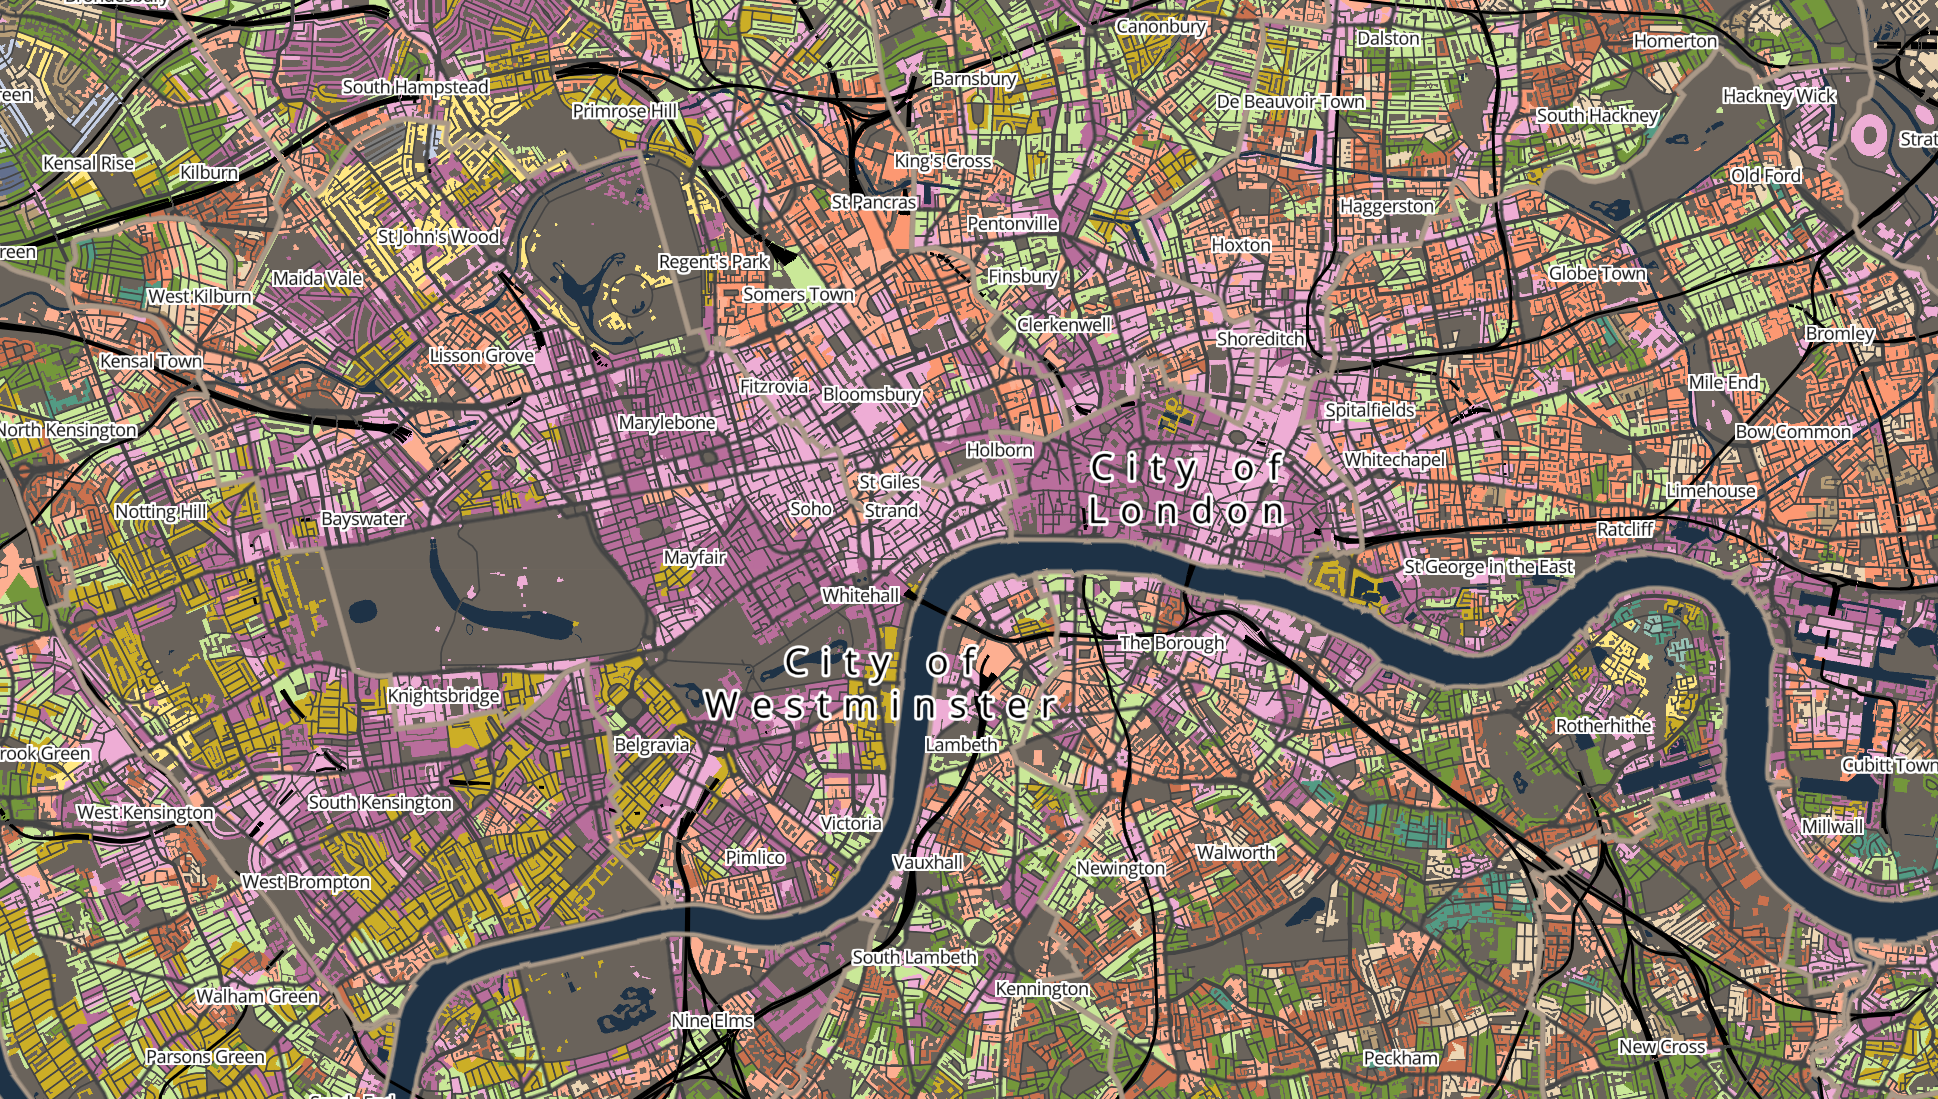 Canonbury
Dalston
Homerton
South Hampstead
Primrose Hill
Barnsbury
De Beauvoir Town
Hackney Wick
South Hackney
Kensal Rise
Kilburn
King's Cross
Old Ford
St Pancras
Haggerston
Pentonville
St John's Wood
Hoxton
Regent's Park
Globe Town
Maida Vale
Finsbury
West Kilburn
Somers Town
Clerkenwell
Shoreditch
Bromley
Kensal Town
Lisson Grove
Fitzrovia
Bloomsbury
Mile End
Spitalfields
North Kensington
Marylebone
Bow Common
Holborn
Whitechapel
City of
London
St Giles
Limehouse
Notting Hill
Bayswater
Soho
Strand
Ratcliff
Mayfair
St George in the East
Whitehall
The Borough
City of
Westminster
Knightsbridge
Rotherhithe
Belgravia
Lambeth
rook Green
Cubitt Town
South Kensington
West Kensington
Victoria
Millwall
Pimlico
Vauxhall
Newington
Walworth
West Brompton
South Lambeth
Kennington
Walham Green
Nine Elms
Parsons Green
Peckham
New Cross